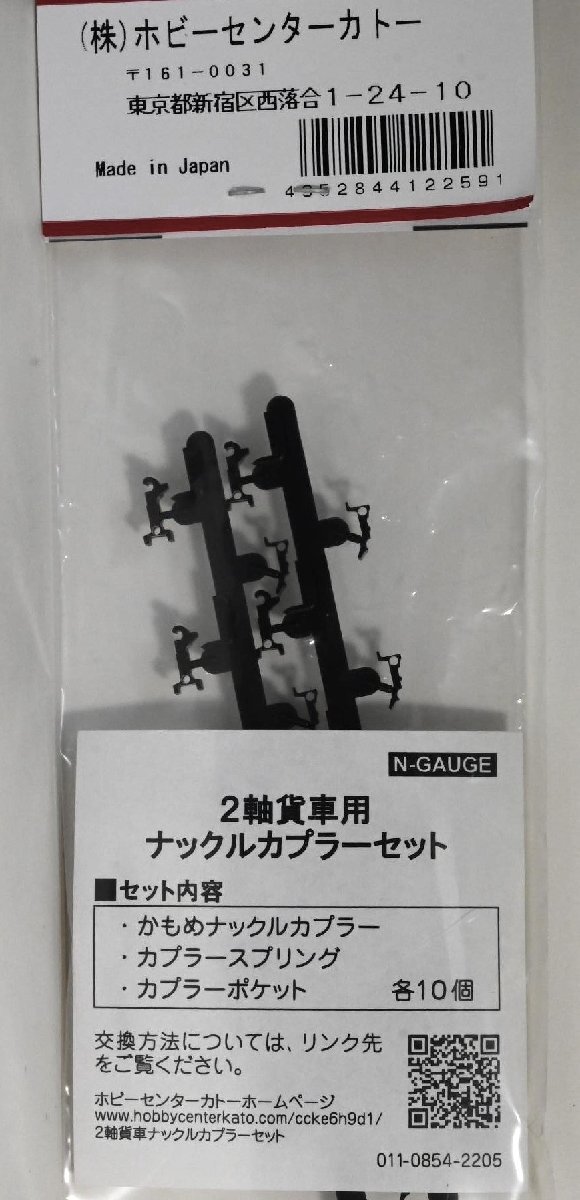 (株)ホビーセンターカトー
〒161-0031
東京都新宿区西落合1-24-10
Made in Japan
4952844122591
N-GAUGE
2軸貨車用
ナックルカプラーセット
■セット内容
・かもめナックルカプラー
・カプラースプリング
・カプラーポケット 各10個
交換方法については、リンク先
をご覧ください。
ホビーセンターカトーホームページ
www.hobbycenterkato.com/ccke6h9d1/
2軸貨車ナックルカプラーセット
011-0854-2205